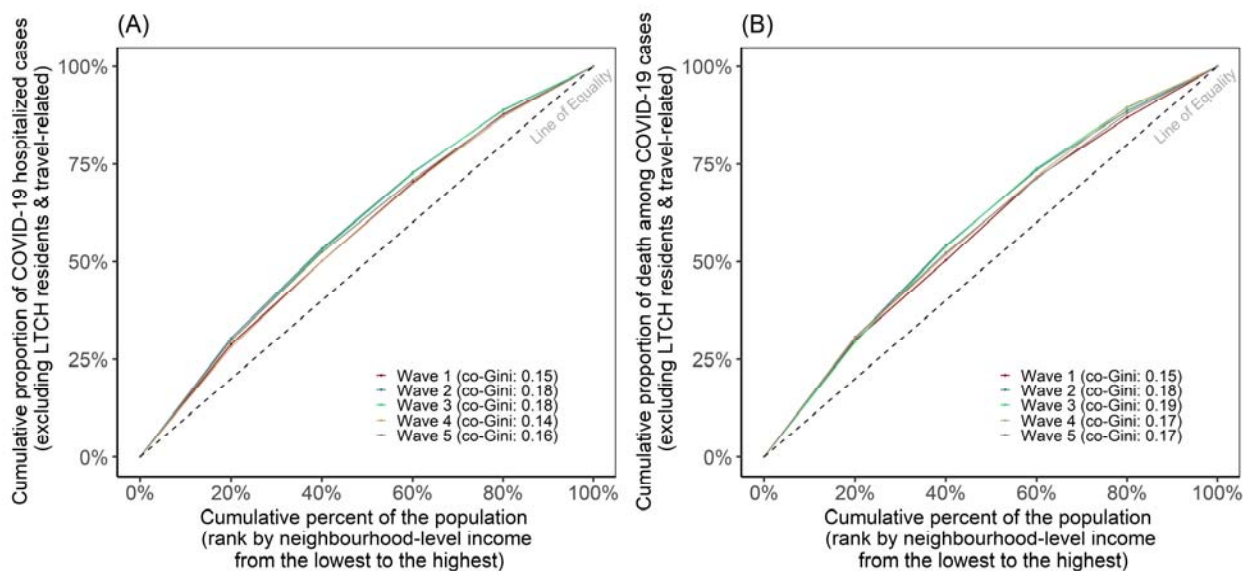 (A)
Cumulative proportion of COVID-19 hospitalized cases
(excluding LTCH residents & travel-related)
100%
75%
50%
25%
0%
Line of Equality
Wave 1 (co-Gini: 0.15)
Wave 2 (co-Gini: 0.18)
Wave 3 (co-Gini: 0.18)
Wave 4 (co-Gini: 0.14)
Wave 5 (co-Gini: 0.16)
0% 20% 40% 60% 80% 100%
Cumulative percent of the population
(rank by neighbourhood-level income
from the lowest to the highest)
(B)
Cumulative proportion of death among COVID-19 cases
(excluding LTCH residents & travel-related)
100%
75%
50%
25%
0%
Line of Equality
Wave 1 (co-Gini: 0.15)
Wave 2 (co-Gini: 0.18)
Wave 3 (co-Gini: 0.19)
Wave 4 (co-Gini: 0.17)
Wave 5 (co-Gini: 0.17)
0% 20% 40% 60% 80% 100%
Cumulative percent of the population
(rank by neighbourhood-level income
from the lowest to the highest)